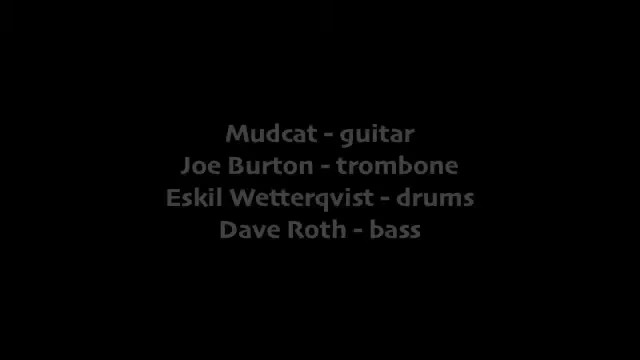 Mudcat - guitar
Joe Burton - trombone
Eskil Wetterqvist - drums
Dave Roth - bass